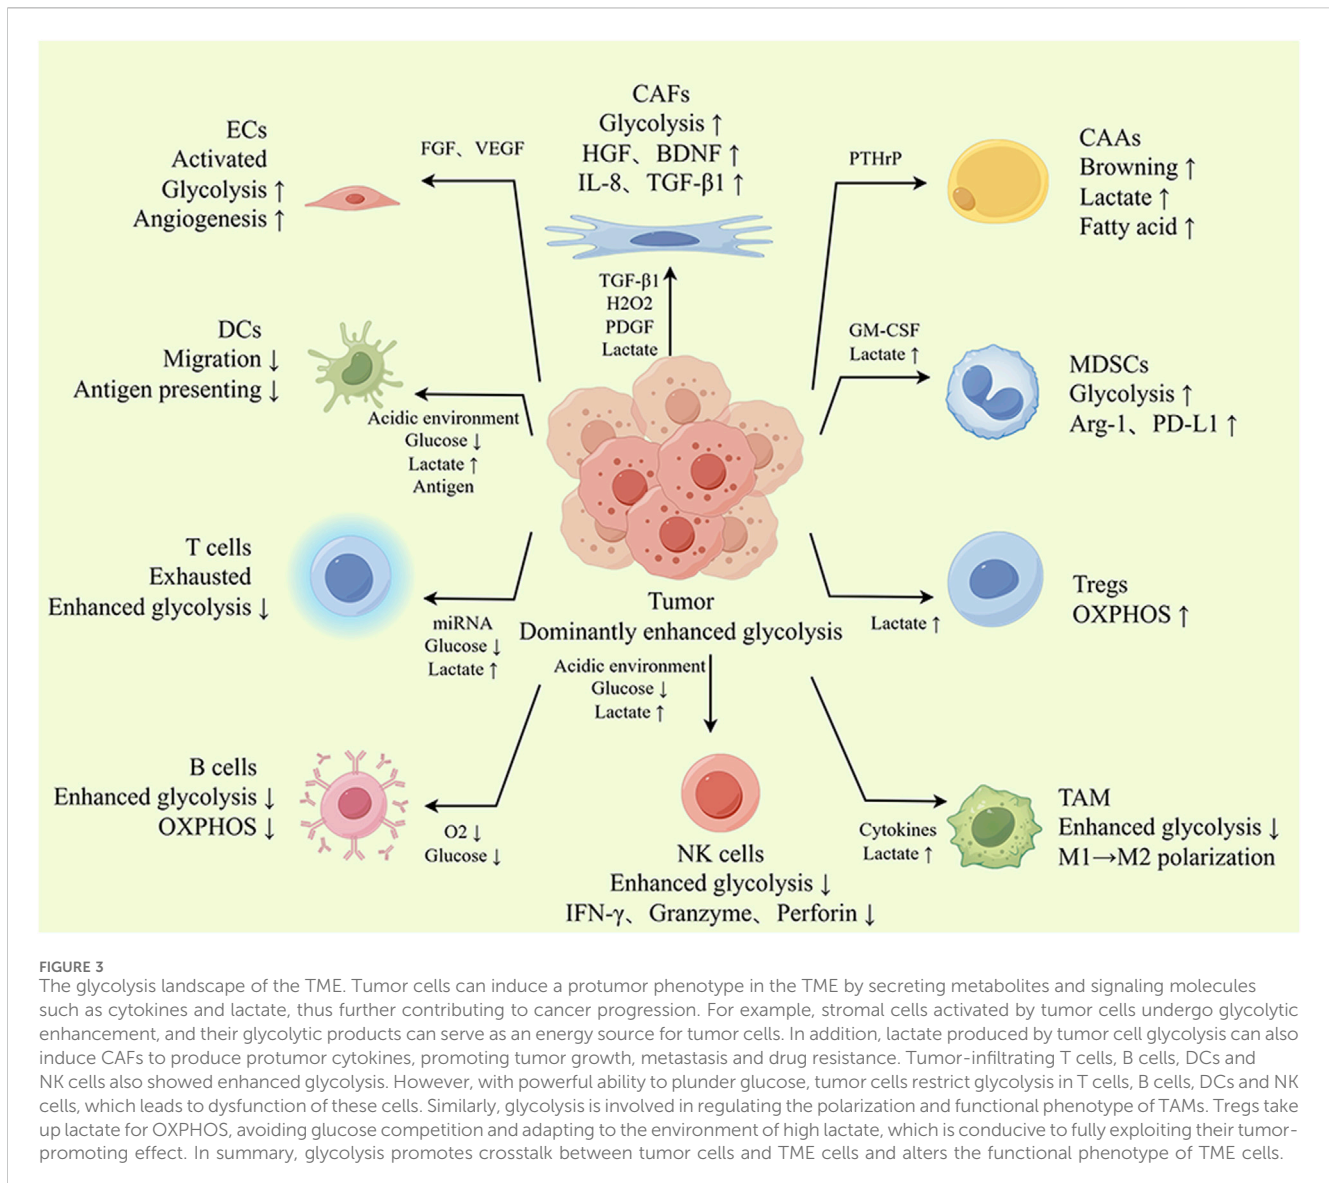 ECs
Activated
Glycolysis ↑
Angiogenesis ↑
FGF、VEGF
CAFs
Glycolysis ↑
HGF、BDNF ↑
IL-8、TGF-β1 ↑
TGF-β1
H2O2
PDGF
Lactate
PTHrP
CAAs
Browning ↑
Lactate ↑
Fatty acid ↑
DCs
Migration ↓
Antigen presenting ↓
Acidic environment
Glucose ↓
Lactate ↑
Antigen
GM-CSF
Lactate ↑
MDSCs
Glycolysis ↑
Arg-1、PD-L1 ↑
T cells
Exhausted
Enhanced glycolysis ↓
miRNA
Glucose ↓
Lactate ↑
Tumor
Dominantly enhanced glycolysis
Lactate ↑
Tregs
OXPHOS ↑
Acidic environment
Glucose ↓
Lactate ↑
B cells
Enhanced glycolysis ↓
OXPHOS ↓
O2 ↓
Glucose ↓
NK cells
Enhanced glycolysis ↓
IFN-γ、Granzyme、Perforin ↓
Cytokines
Lactate ↑
TAM
Enhanced glycolysis ↓
M1→M2 polarization
FIGURE 3
The glycolysis landscape of the TME. Tumor cells can induce a protumor phenotype in the TME by secreting metabolites and signaling molecules
such as cytokines and lactate, thus further contributing to cancer progression. For example, stromal cells activated by tumor cells undergo glycolytic
enhancement, and their glycolytic products can serve as an energy source for tumor cells. In addition, lactate produced by tumor cell glycolysis can also
induce CAFs to produce protumor cytokines, promoting tumor growth, metastasis and drug resistance. Tumor-infiltrating T cells, B cells, DCs and
NK cells also showed enhanced glycolysis. However, with powerful ability to plunder glucose, tumor cells restrict glycolysis in T cells, B cells, DCs and NK
cells, which leads to dysfunction of these cells. Similarly, glycolysis is involved in regulating the polarization and functional phenotype of TAMs. Tregs take
up lactate for OXPHOS, avoiding glucose competition and adapting to the environment of high lactate, which is conducive to fully exploiting their tumor-
promoting effect. In summary, glycolysis promotes crosstalk between tumor cells and TME cells and alters the functional phenotype of TME cells.